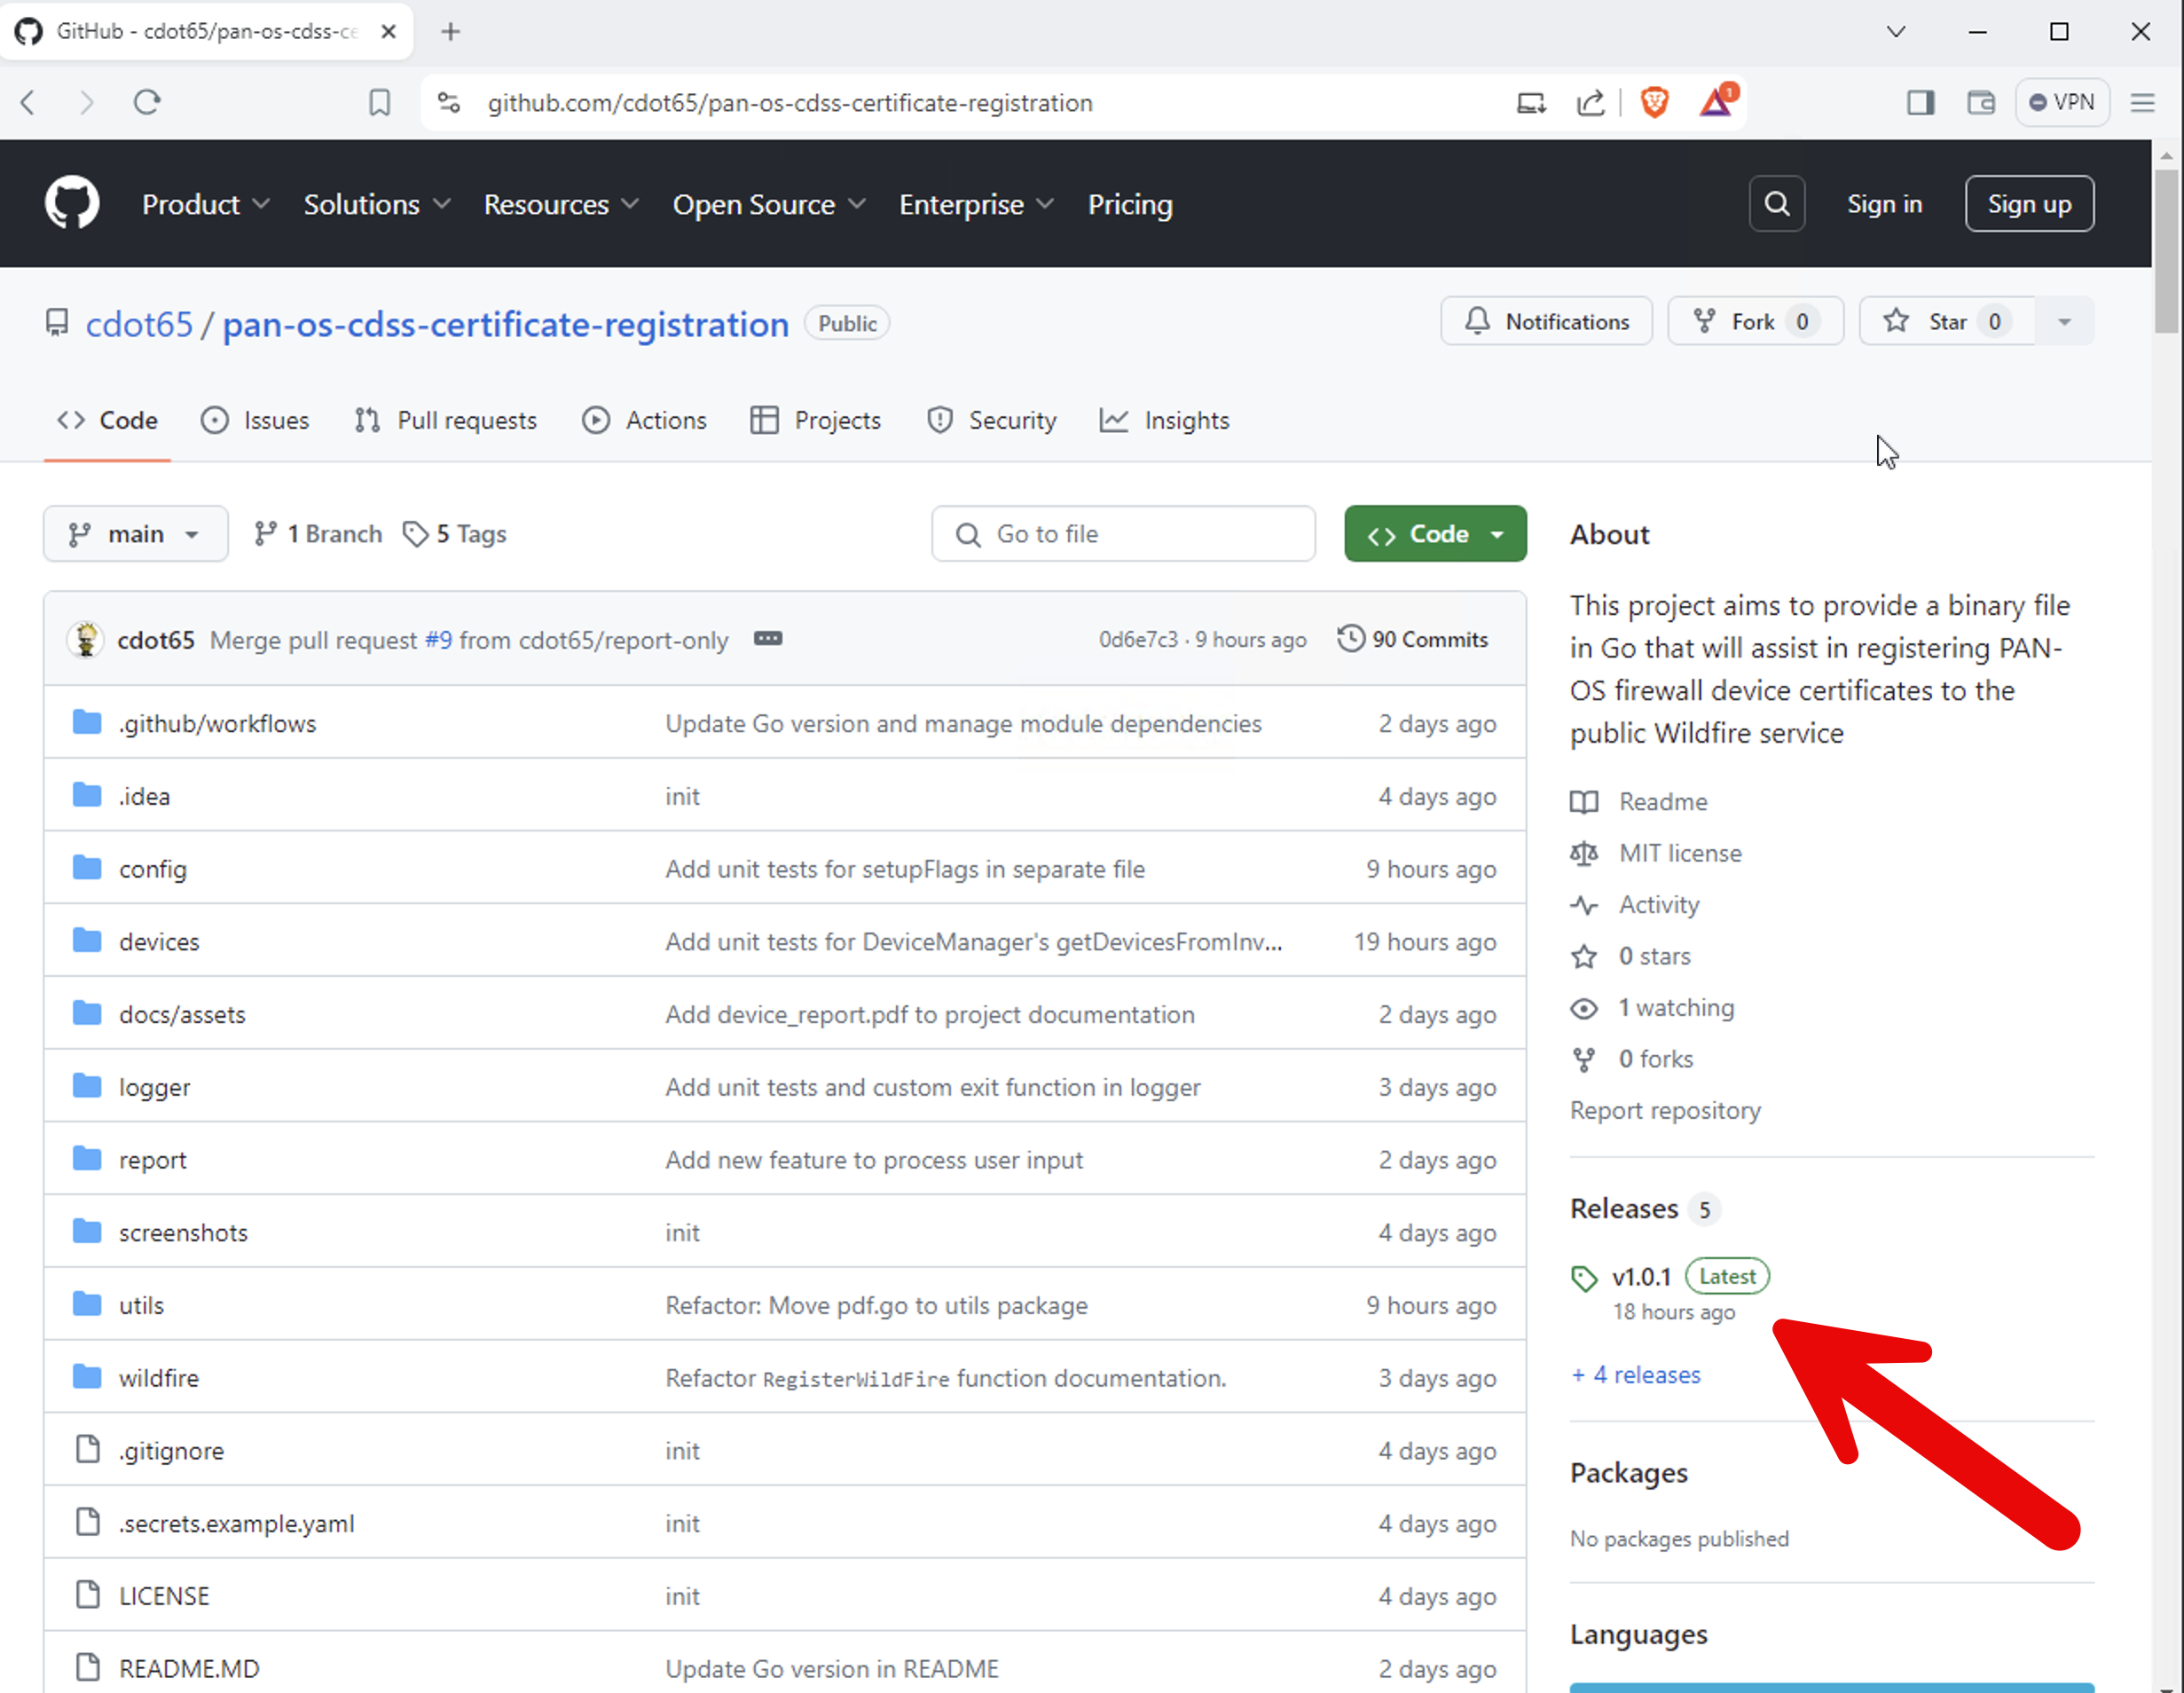 GitHub - cdot65/pan-os-cdss-ce
github.com/cdot65/pan-os-cdss-certificate-registration
1
VPN
Product
Solutions
Resources
Open Source
Enterprise
Pricing
Sign in
Sign up
cdot65 / pan-os-cdss-certificate-registration
Public
Notifications
Fork 0
Star 0
Code
Issues
Pull requests
Actions
Projects
Security
Insights
main
1 Branch
5 Tags
Go to file
Code
cdot65 Merge pull request #9 from cdot65/report-only
0d6e7c3 · 9 hours ago
90 Commits
.github/workflows Update Go version and manage module dependencies 2 days ago
.idea init 4 days ago
config Add unit tests for setupFlags in separate file 9 hours ago
devices Add unit tests for DeviceManager's getDevicesFromInv... 19 hours ago
docs/assets Add device_report.pdf to project documentation 2 days ago
logger Add unit tests and custom exit function in logger 3 days ago
report Add new feature to process user input 2 days ago
screenshots init 4 days ago
utils Refactor: Move pdf.go to utils package 9 hours ago
wildfire Refactor RegisterWildFire function documentation. 3 days ago
.gitignore init 4 days ago
.secrets.example.yaml init 4 days ago
LICENSE init 4 days ago
README.MD Update Go version in README 2 days ago
About
This project aims to provide a binary file
in Go that will assist in registering PAN-
OS firewall device certificates to the
public Wildfire service
Readme
MIT license
Activity
0 stars
1 watching
0 forks
Report repository
Releases 5
v1.0.1 Latest
18 hours ago
+ 4 releases
Packages
No packages published
Languages